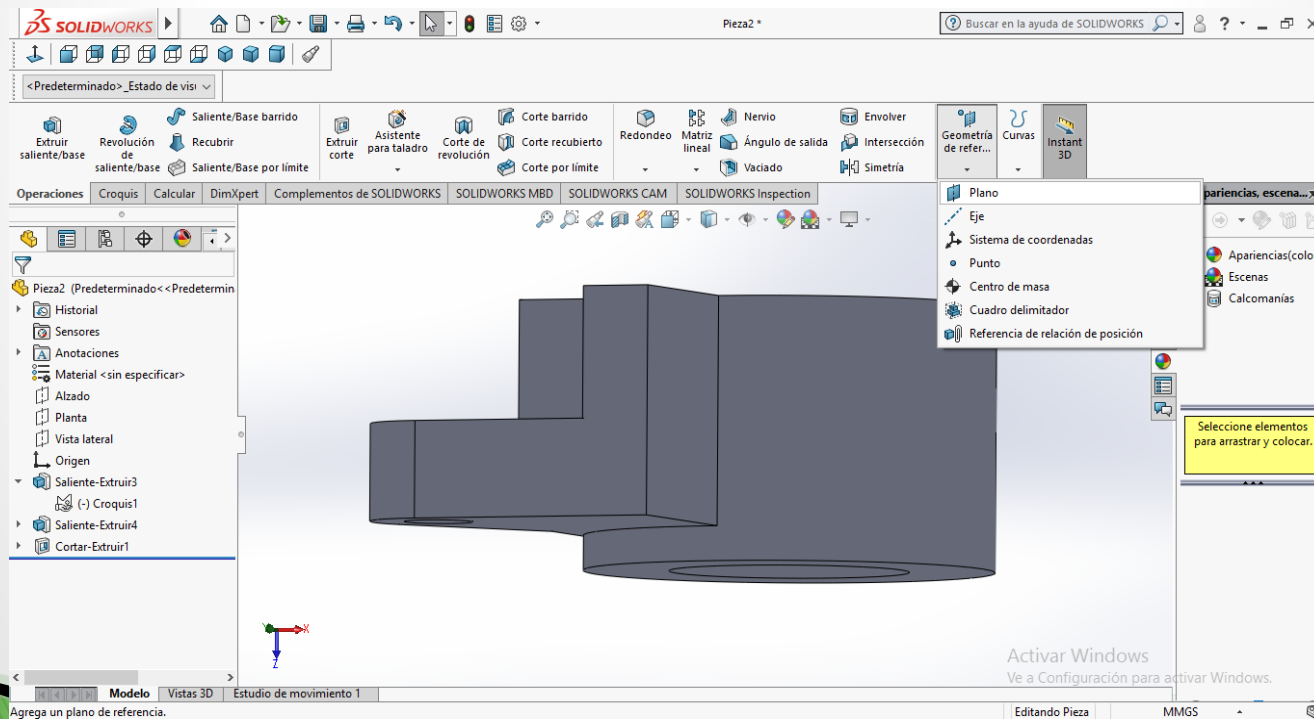 SOLIDWORKS
Pieza2 *
Buscar en la ayuda de SOLIDWORKS
?
<Predeterminado>_Estado de visu
Extruir saliente/base
Revolución de saliente/base
Saliente/Base barrido
Recubrir
Saliente/Base por límite
Extruir corte
Asistente para taladro
Corte de revolución
Corte barrido
Corte recubierto
Corte por límite
Redondeo
Matriz lineal
Nervio
Ángulo de salida
Vaciado
Envolver
Intersección
Simetría
Geometría de refer...
Curvas
Instant 3D
Operaciones
Croquis
Calcular
DimXpert
Complementos de SOLIDWORKS
SOLIDWORKS MBD
SOLIDWORKS CAM
SOLIDWORKS Inspection
Plano
Eje
Sistema de coordenadas
Punto
Centro de masa
Cuadro delimitador
Referencia de relación de posición
pariencias, escena...
Apariencias(colo
Escenas
Calcomanías
Pieza2 (Predeterminado<<Predetermin
Historial
Sensores
Anotaciones
Material <sin especificar>
Alzado
Planta
Vista lateral
Origen
Saliente-Extruir3
(-) Croquis1
Saliente-Extruir4
Cortar-Extruir1
Seleccione elementos
para arrastrar y colocar.
X
Z
Activar Windows
Ve a Configuración para activar Windows.
Modelo
Vistas 3D
Estudio de movimiento 1
Agrega un plano de referencia.
Editando Pieza
MMGS